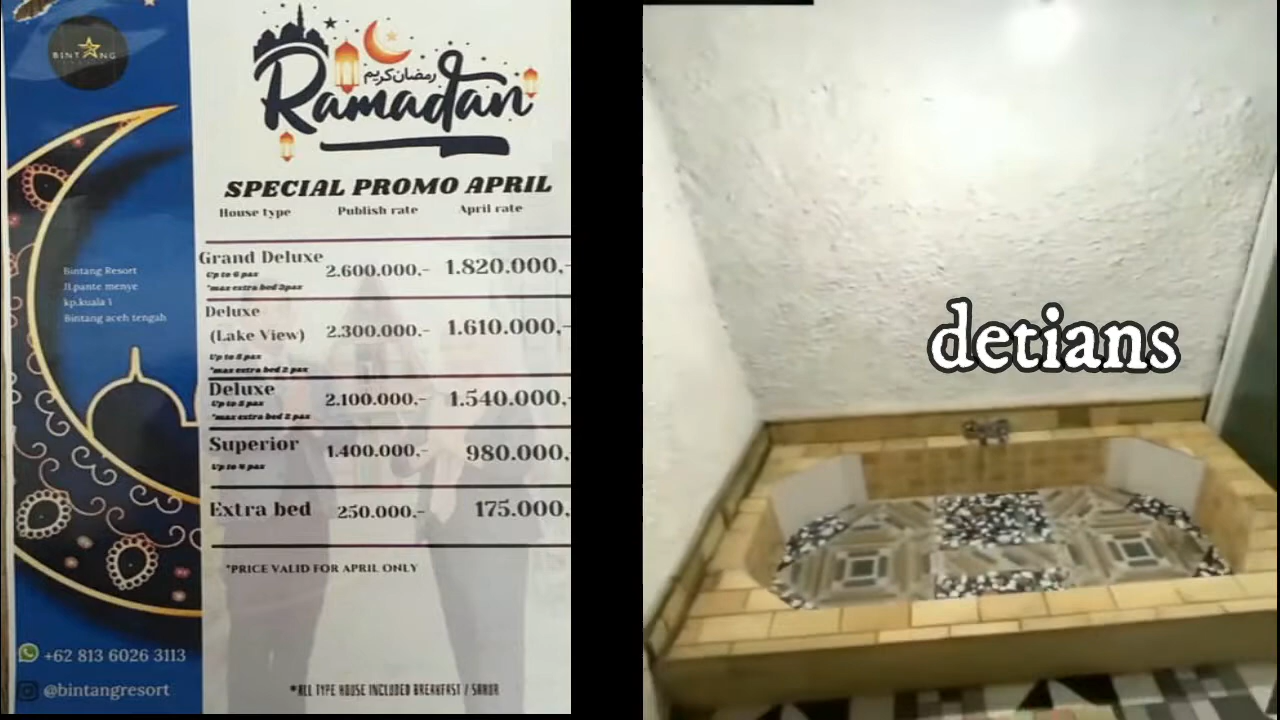 BINTANG
رمضان كريم
Ramadan
SPECIAL PROMO APRIL
House type Publish rate April rate
Grand Deluxe 2.600.000,- 1.820.000,-
Up to 6 pax
*max extra bed 2pax
Deluxe
(Lake View) 2.300.000,- 1.610.000,-
Up to 5 pax
*max extra bed 2 pax
Deluxe 2.100.000,- 1.540.000,-
Up to 5 pax
*max extra bed 2 pax
Superior 1.400.000,- 980.000,
Up to 4 pax
Extra bed 250.000,- 175.000,
*PRICE VALID FOR APRIL ONLY
*ALL TYPE HOUSE INCLUDED BREAKFAST / SAHUR
Bintang Resort
Jl.pante menye
kp.kuala 1
Bintang aceh tengah
+62 813 6026 3113
@bintangresort
detians